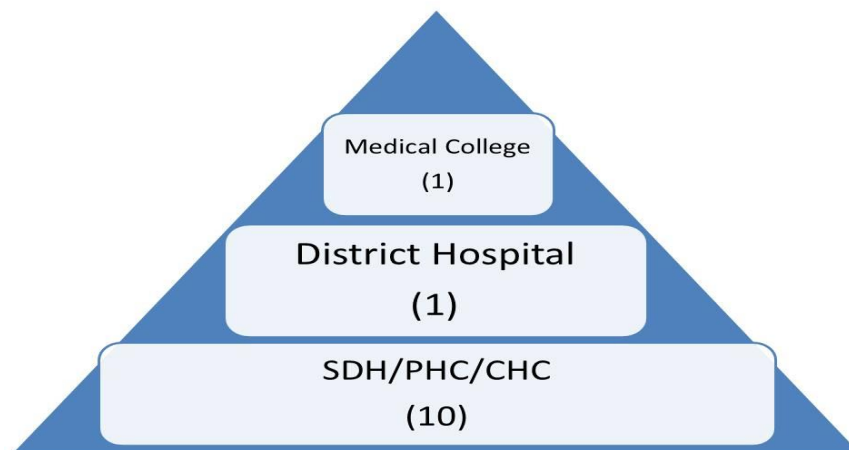 Medical College
(1)
District Hospital
(1)
SDH/PHC/CHC
(10)